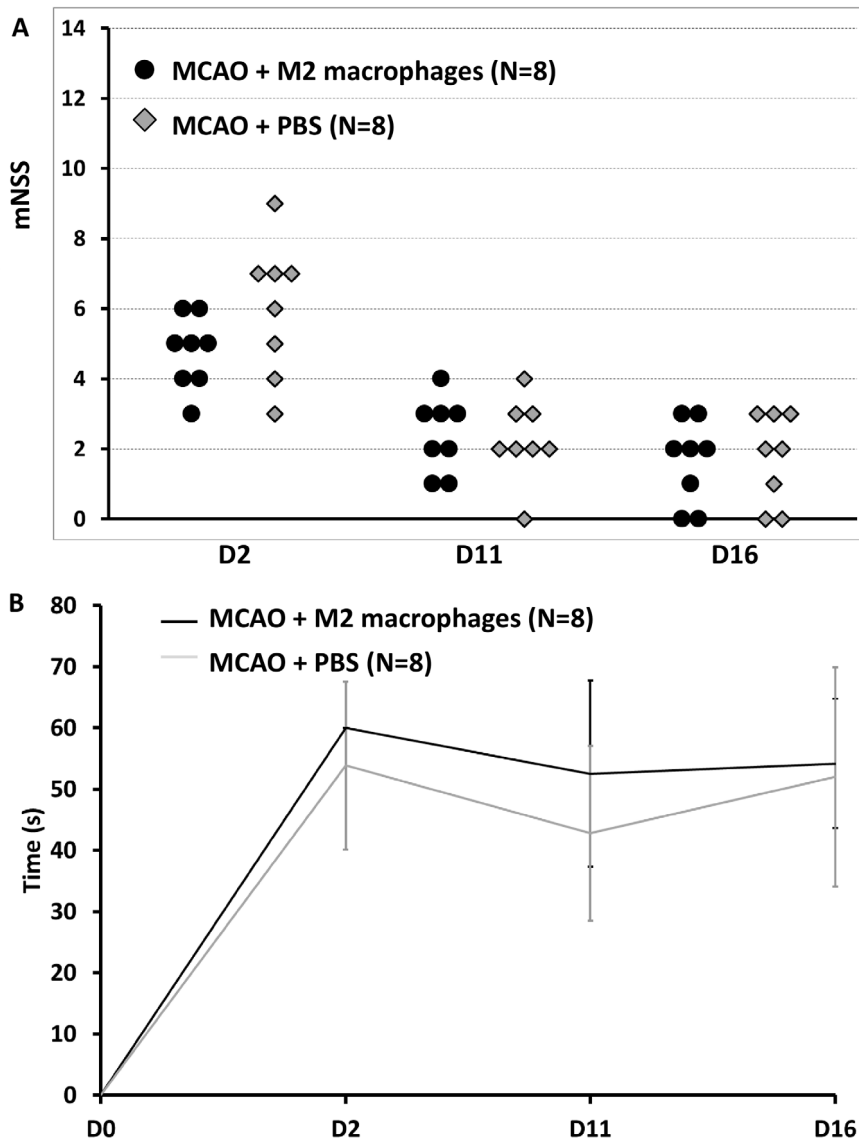 A
14
MCAO + M2 macrophages (N=8)
12
MCAO + PBS (N=8)
10
mNSS
8
6
4
2
0
D2 D11 D16
B
80
MCAO + M2 macrophages (N=8)
70
MCAO + PBS (N=8)
60
50
Time (s)
40
30
20
10
0
D0 D2 D11 D16